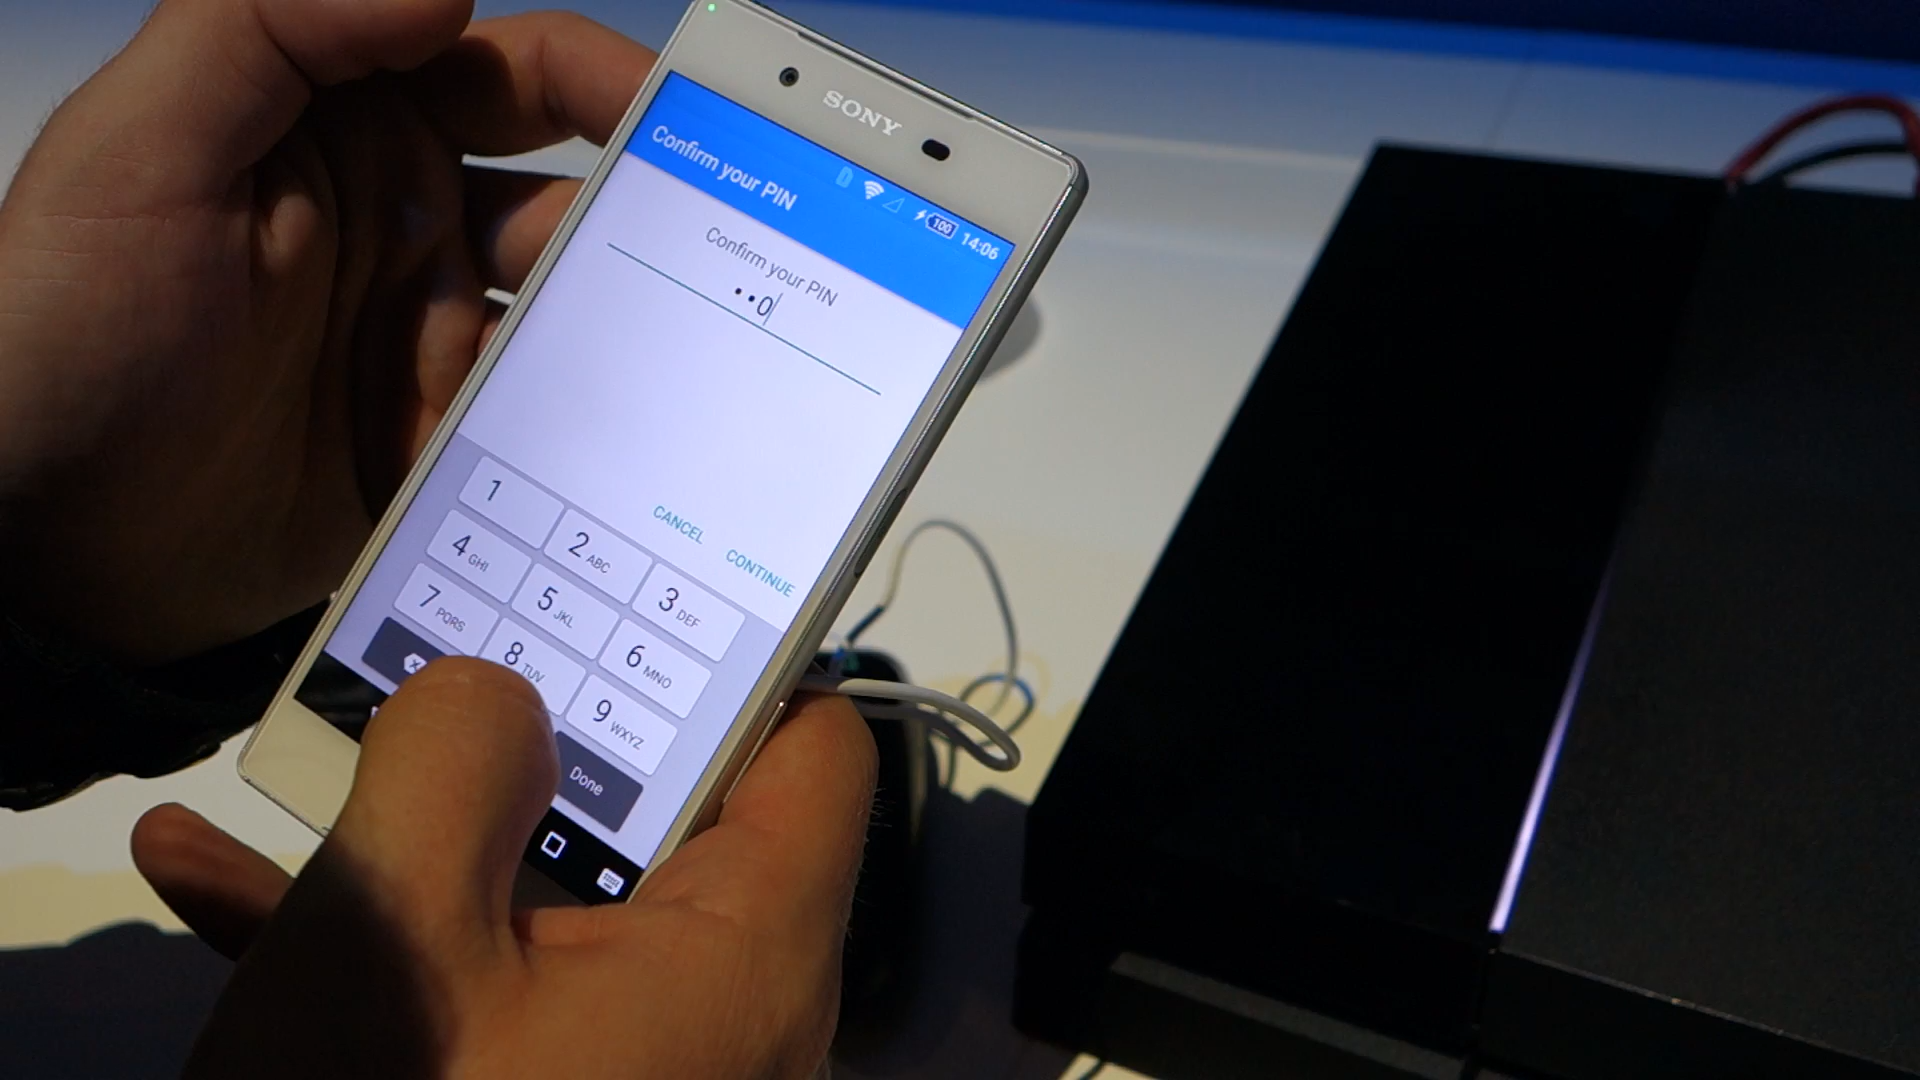 SONY
D 100 14:06
Confirm your PIN
Confirm your PIN
••0
CANCEL CONTINUE
1
2 ABC
3 DEF
4 GHI
5 JKL
6 MNO
7 PQRS
8 TUV
9 WXYZ
Done